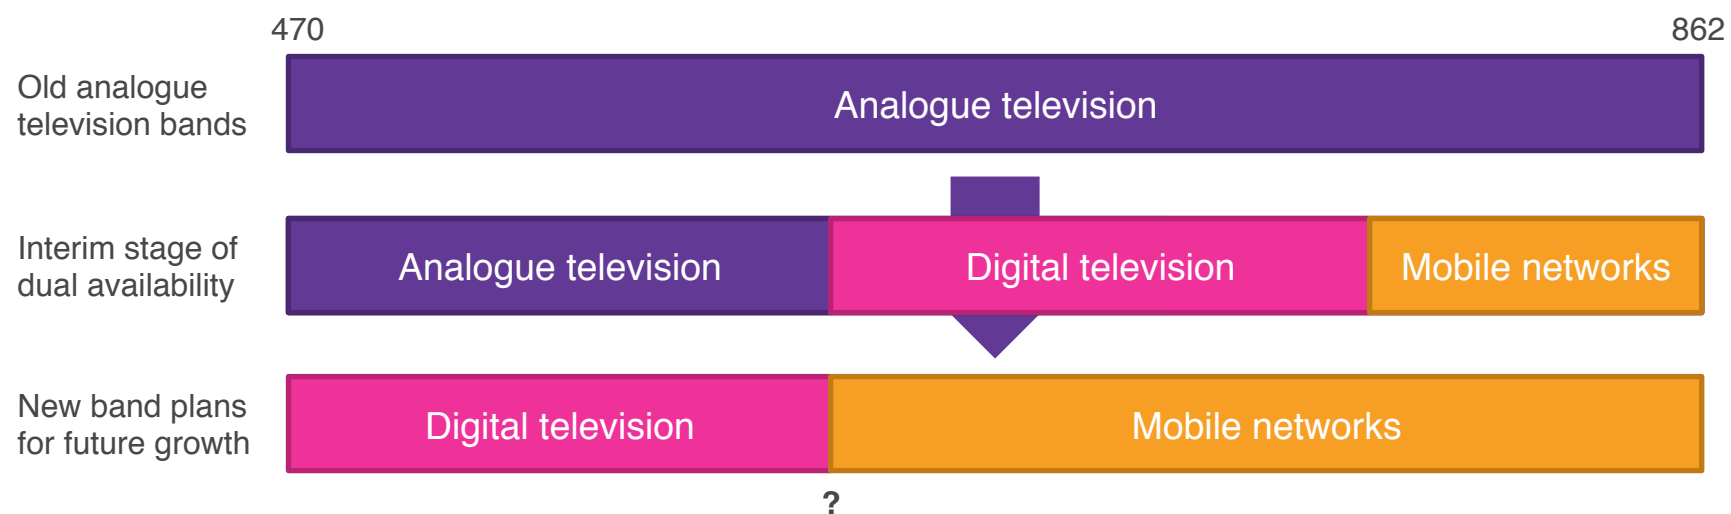 470
862
Old analogue
television bands
Analogue television
Interim stage of
dual availability
Analogue television
Digital television
Mobile networks
New band plans
for future growth
Digital television
Mobile networks
?